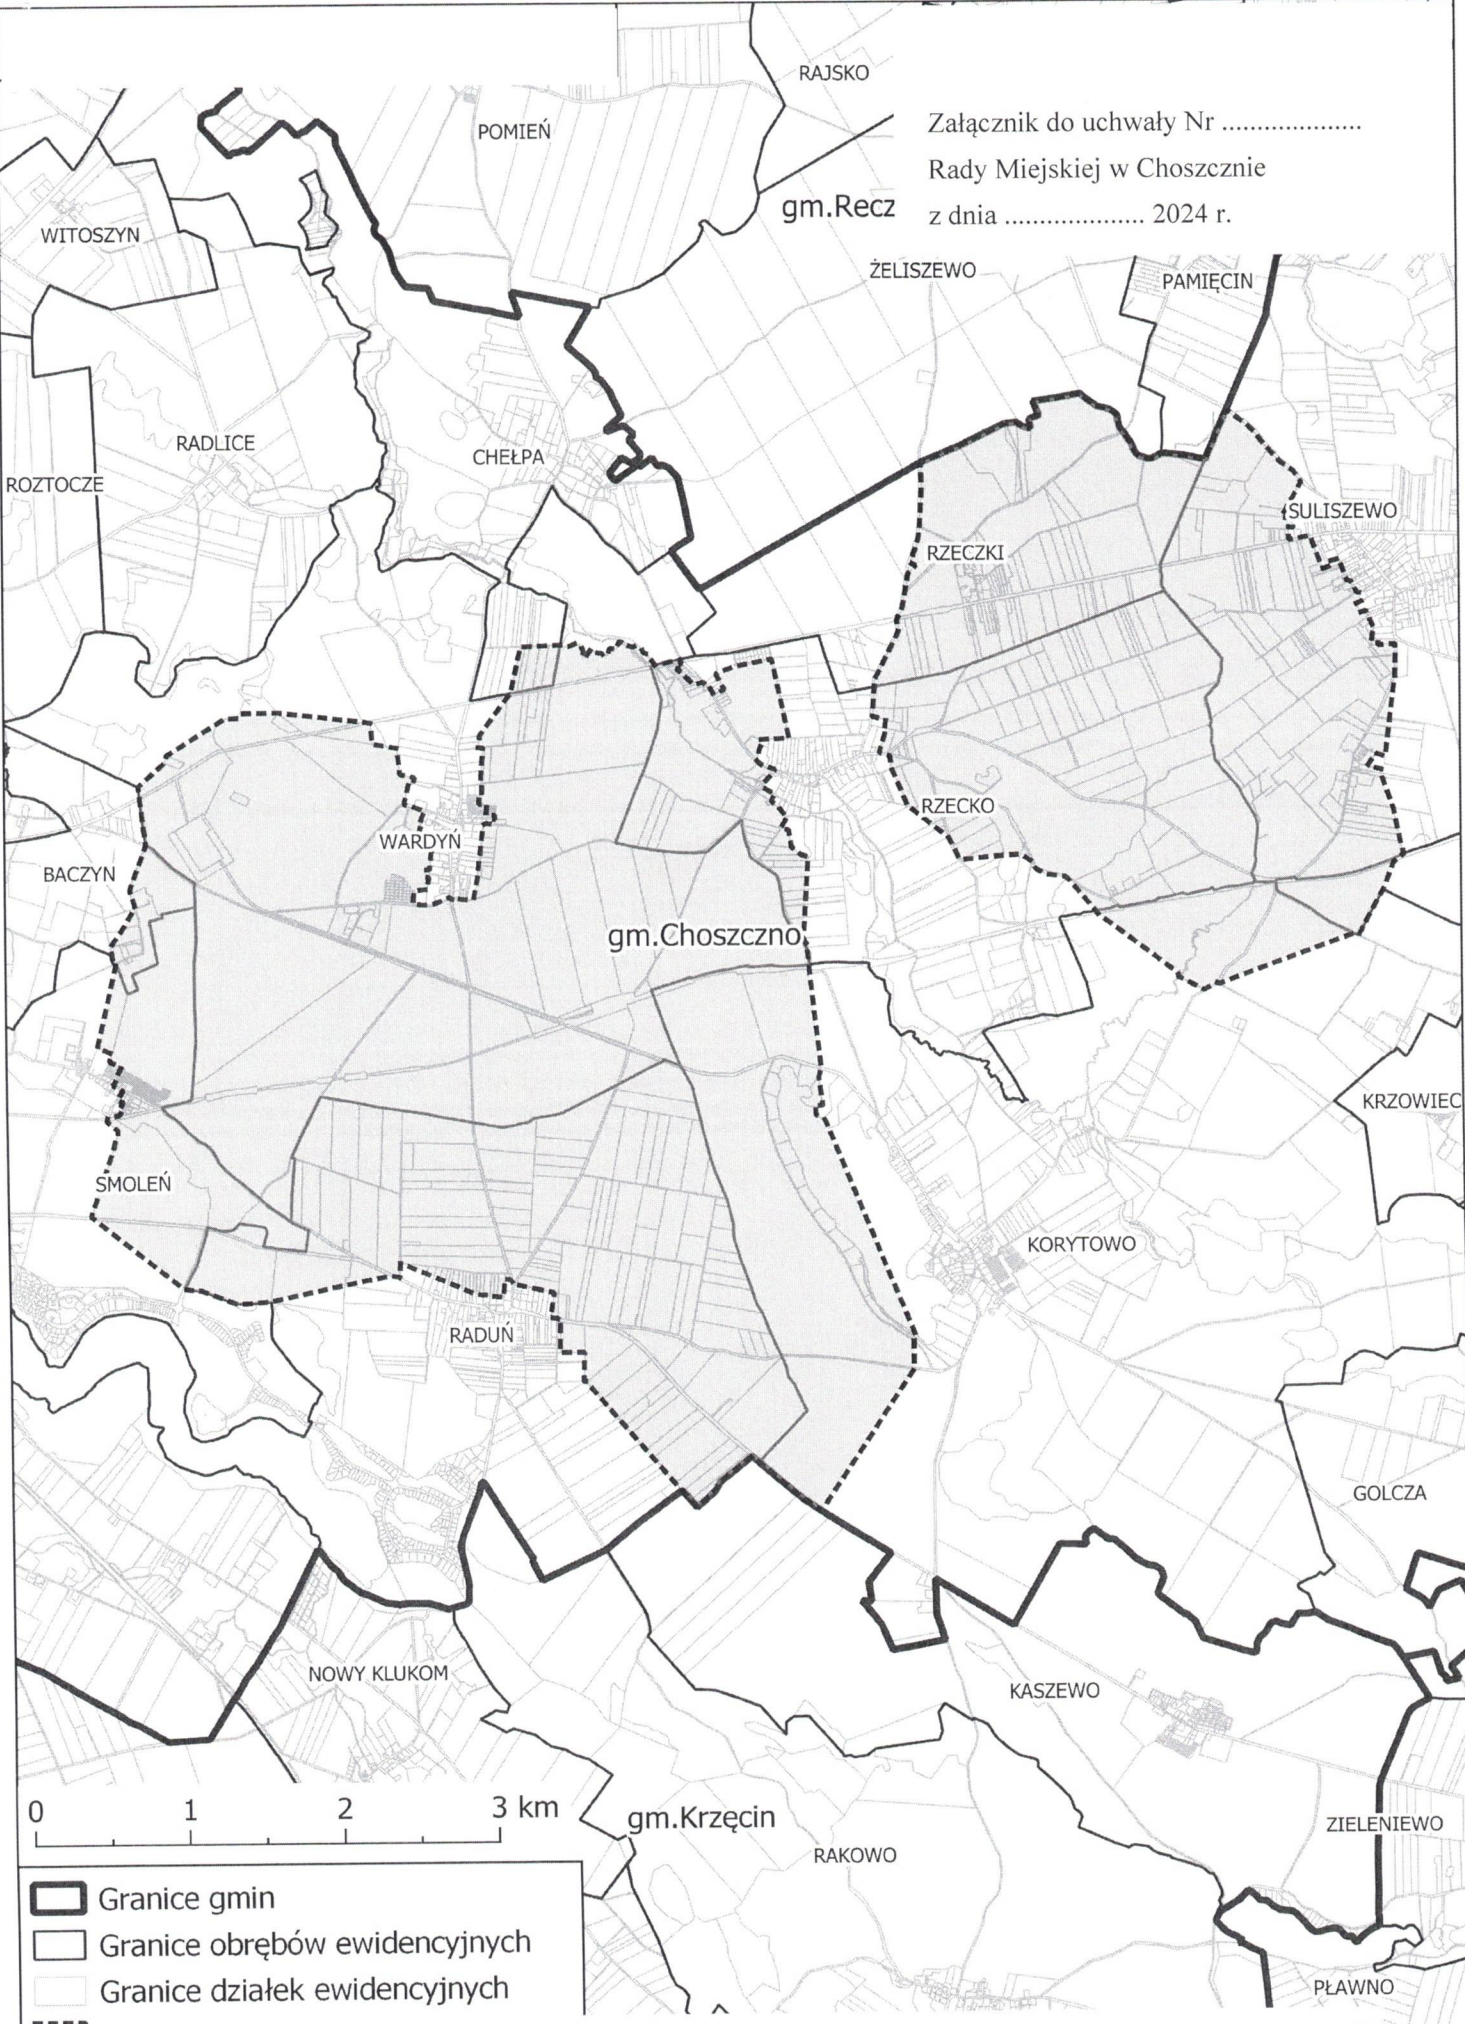 RAJSKO
POMIEŃ
Załącznik do uchwały Nr ....................
Rady Miejskiej w Choszcznie
z dnia .................... 2024 r.
gm.Recz
WITOSZYN
ŻELISZEWO
PAMIĘCIN
RADLICE
CHEŁPA
ROZTOCZE
SULISZEWO
RZECZKI
RZECKO
WARDYŃ
BACZYN
gm.Choszczno
KRZOWIEC
SMOLEŃ
KORYTOWO
RADUŃ
GOLCZA
NOWY KLUKOM
KASZEWO
0 1 2 3 km
gm.Krzęcin
ZIELENIEWO
RAKOWO
Granice gmin
Granice obrębów ewidencyjnych
Granice działek ewidencyjnych
PŁAWNO